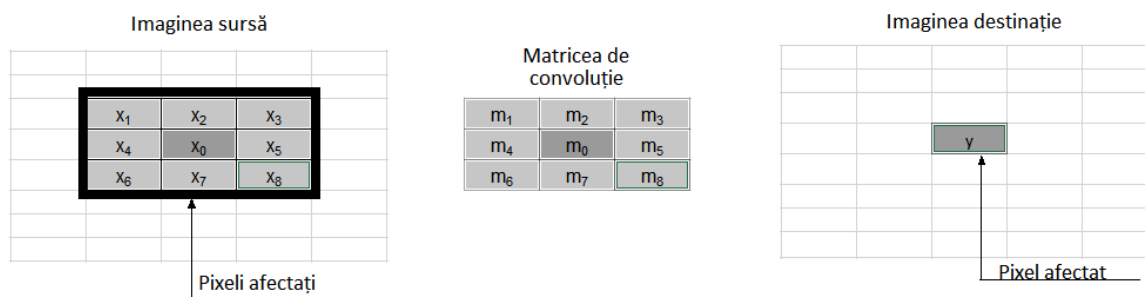 Imaginea sursă
x₁ x₂ x₃
x₄ x₀ x₅
x₆ x₇ x₈
Pixeli afectați
Matricea de
convoluție
m₁ m₂ m₃
m₄ m₀ m₅
m₆ m₇ m₈
Imaginea destinație
y
Pixel afectat